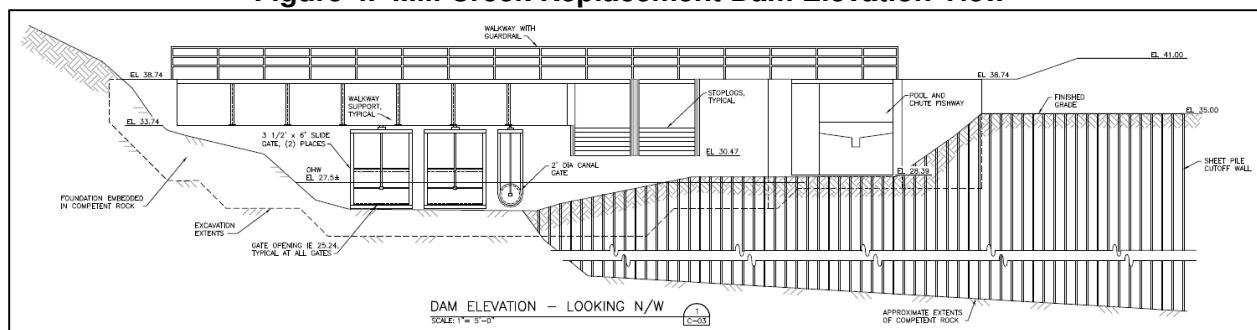 Figure 4. Mill Creek Replacement Dam Elevation View
WALKWAY WITH
GUARDRAIL
EL 41.00
EL 38.74
EL 38.74
WALKWAY
SUPPORT,
TYPICAL
STOPLOGS,
TYPICAL
POOL AND
CHUTE FISHWAY
FINISHED
GRADE
EL 35.00
EL 33.74
3 1/2' x 6' SLIDE
GATE, (2) PLACES
EL 30.47
SHEET PILE
CUTOFF WALL
OHW
EL 27.5±
2' DIA CANAL
GATE
EL 28.39
FOUNDATION EMBEDDED
IN COMPETENT ROCK
EXCAVATION
EXTENTS
GATE OPENING IE 25.24,
TYPICAL AT ALL GATES
DAM ELEVATION - LOOKING N/W
SCALE: 1"= 5'-0"
1
C-03
APPROXIMATE EXTENTS
OF COMPETENT ROCK